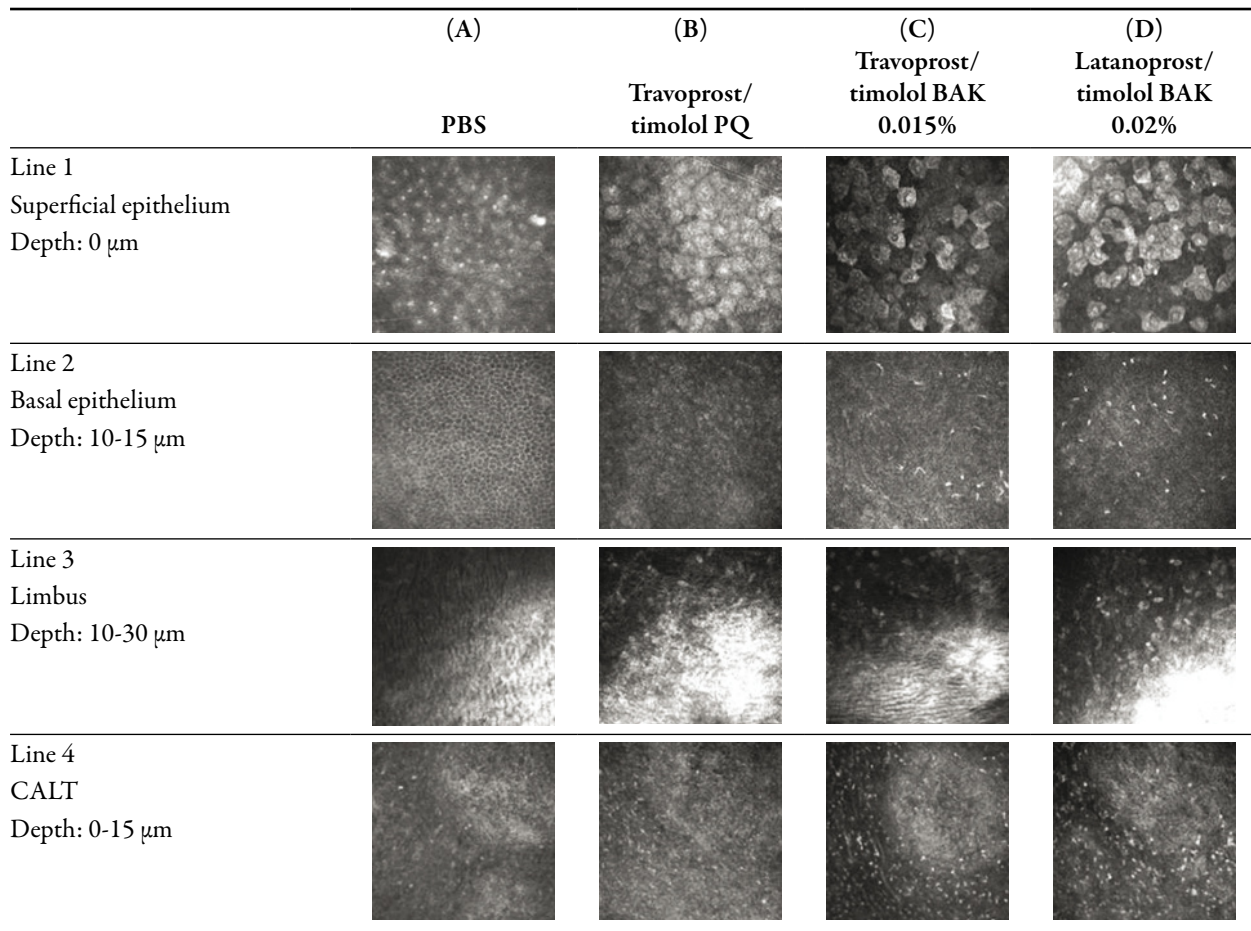 (A) (B) (C) (D)
Travoprost/ Latanoprost/
Travoprost/ timolol BAK timolol BAK
PBS timolol PQ 0.015% 0.02%
Line 1
Superficial epithelium
Depth: 0 μm
Line 2
Basal epithelium
Depth: 10-15 μm
Line 3
Limbus
Depth: 10-30 μm
Line 4
CALT
Depth: 0-15 μm